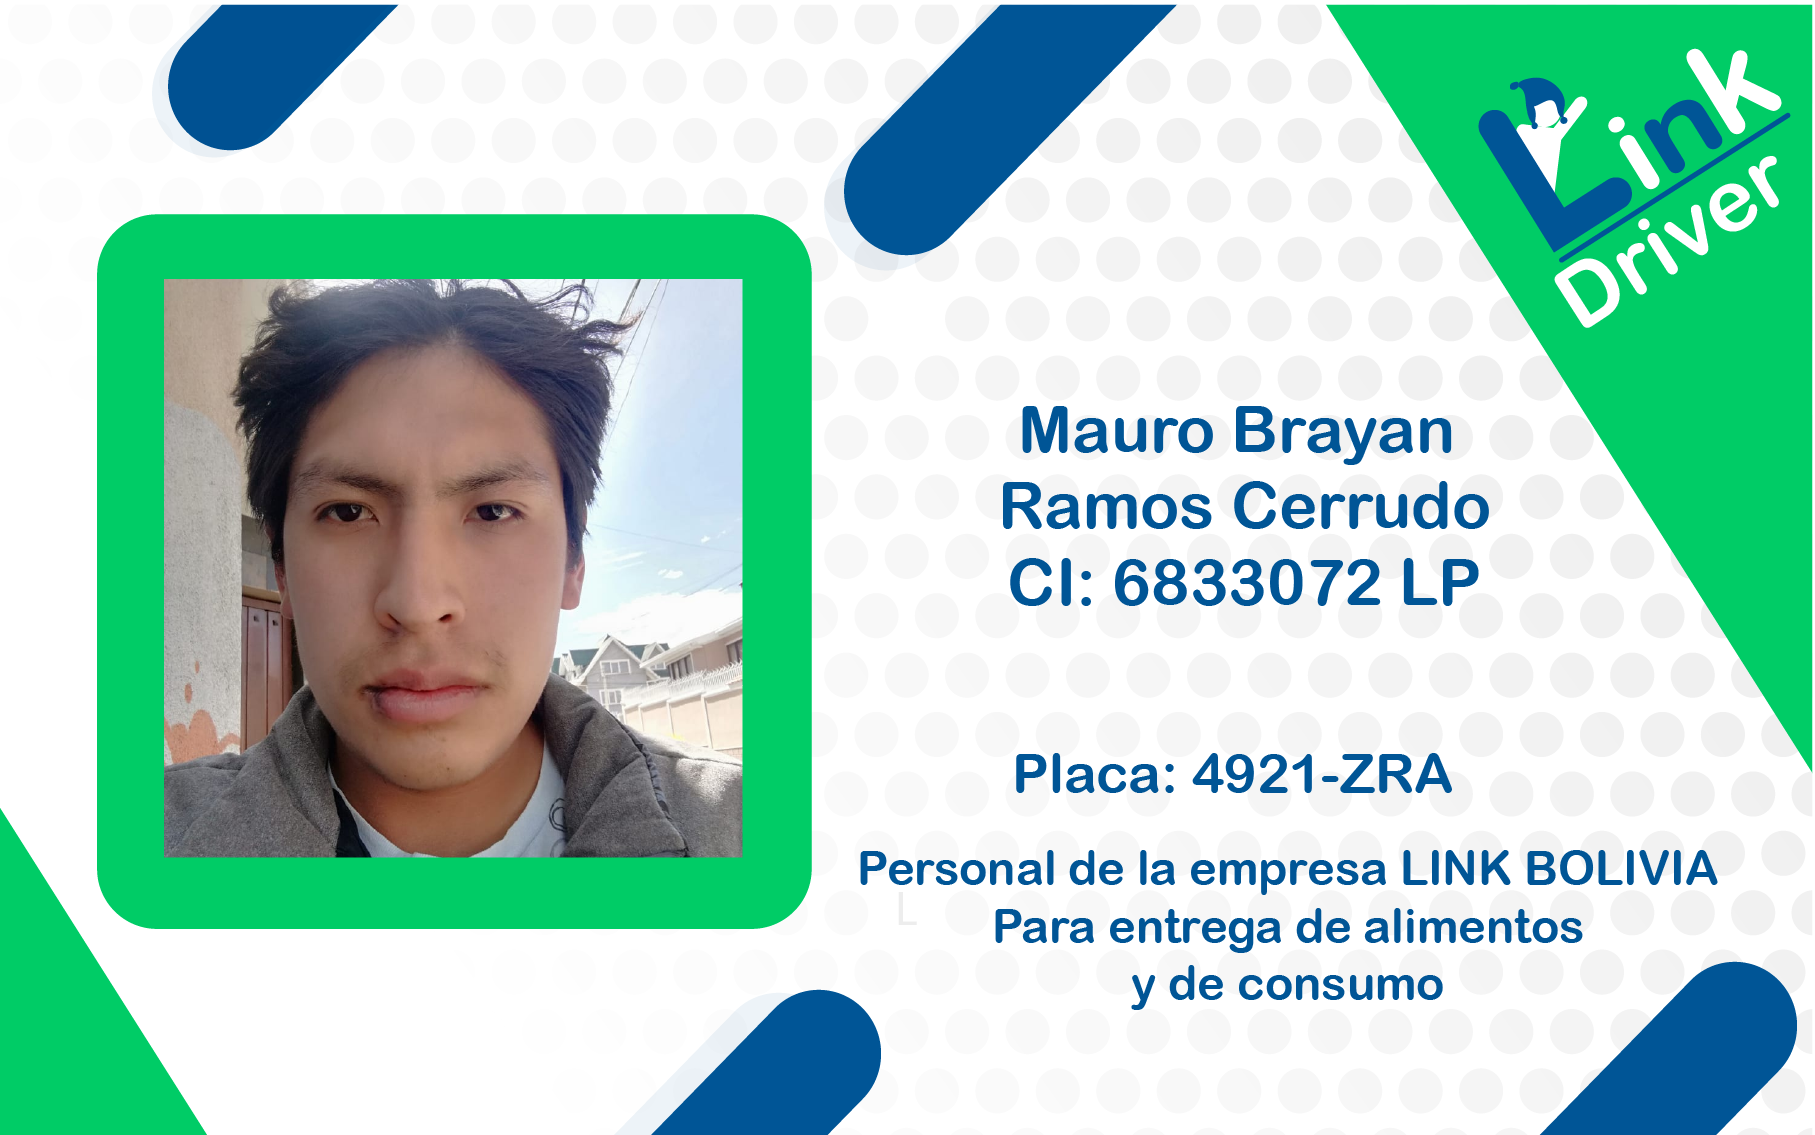 Link
Driver
Mauro Brayan
Ramos Cerrudo
CI: 6833072 LP
Placa: 4921-ZRA
Personal de la empresa LINK BOLIVIA
L
Para entrega de alimentos
y de consumo